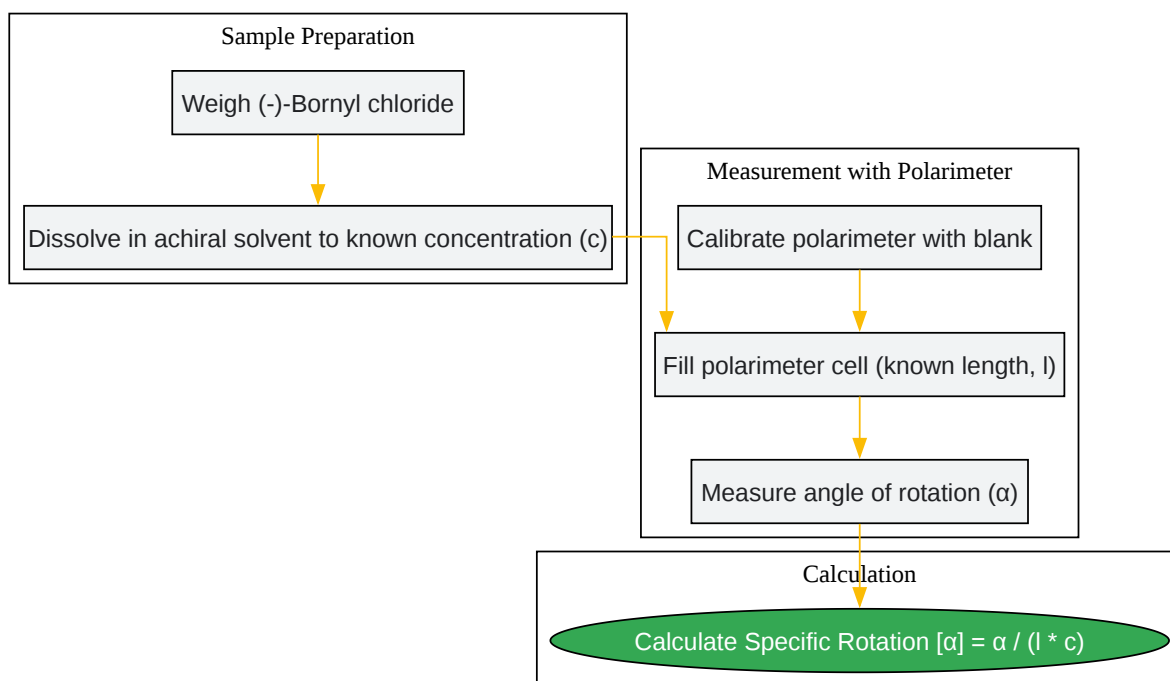 Sample Preparation
Weigh (-)-Bornyl chloride
Dissolve in achiral solvent to known concentration (c)
Measurement with Polarimeter
Calibrate polarimeter with blank
Fill polarimeter cell (known length, l)
Measure angle of rotation (α)
Calculation
Calculate Specific Rotation [α] = α / (l * c)